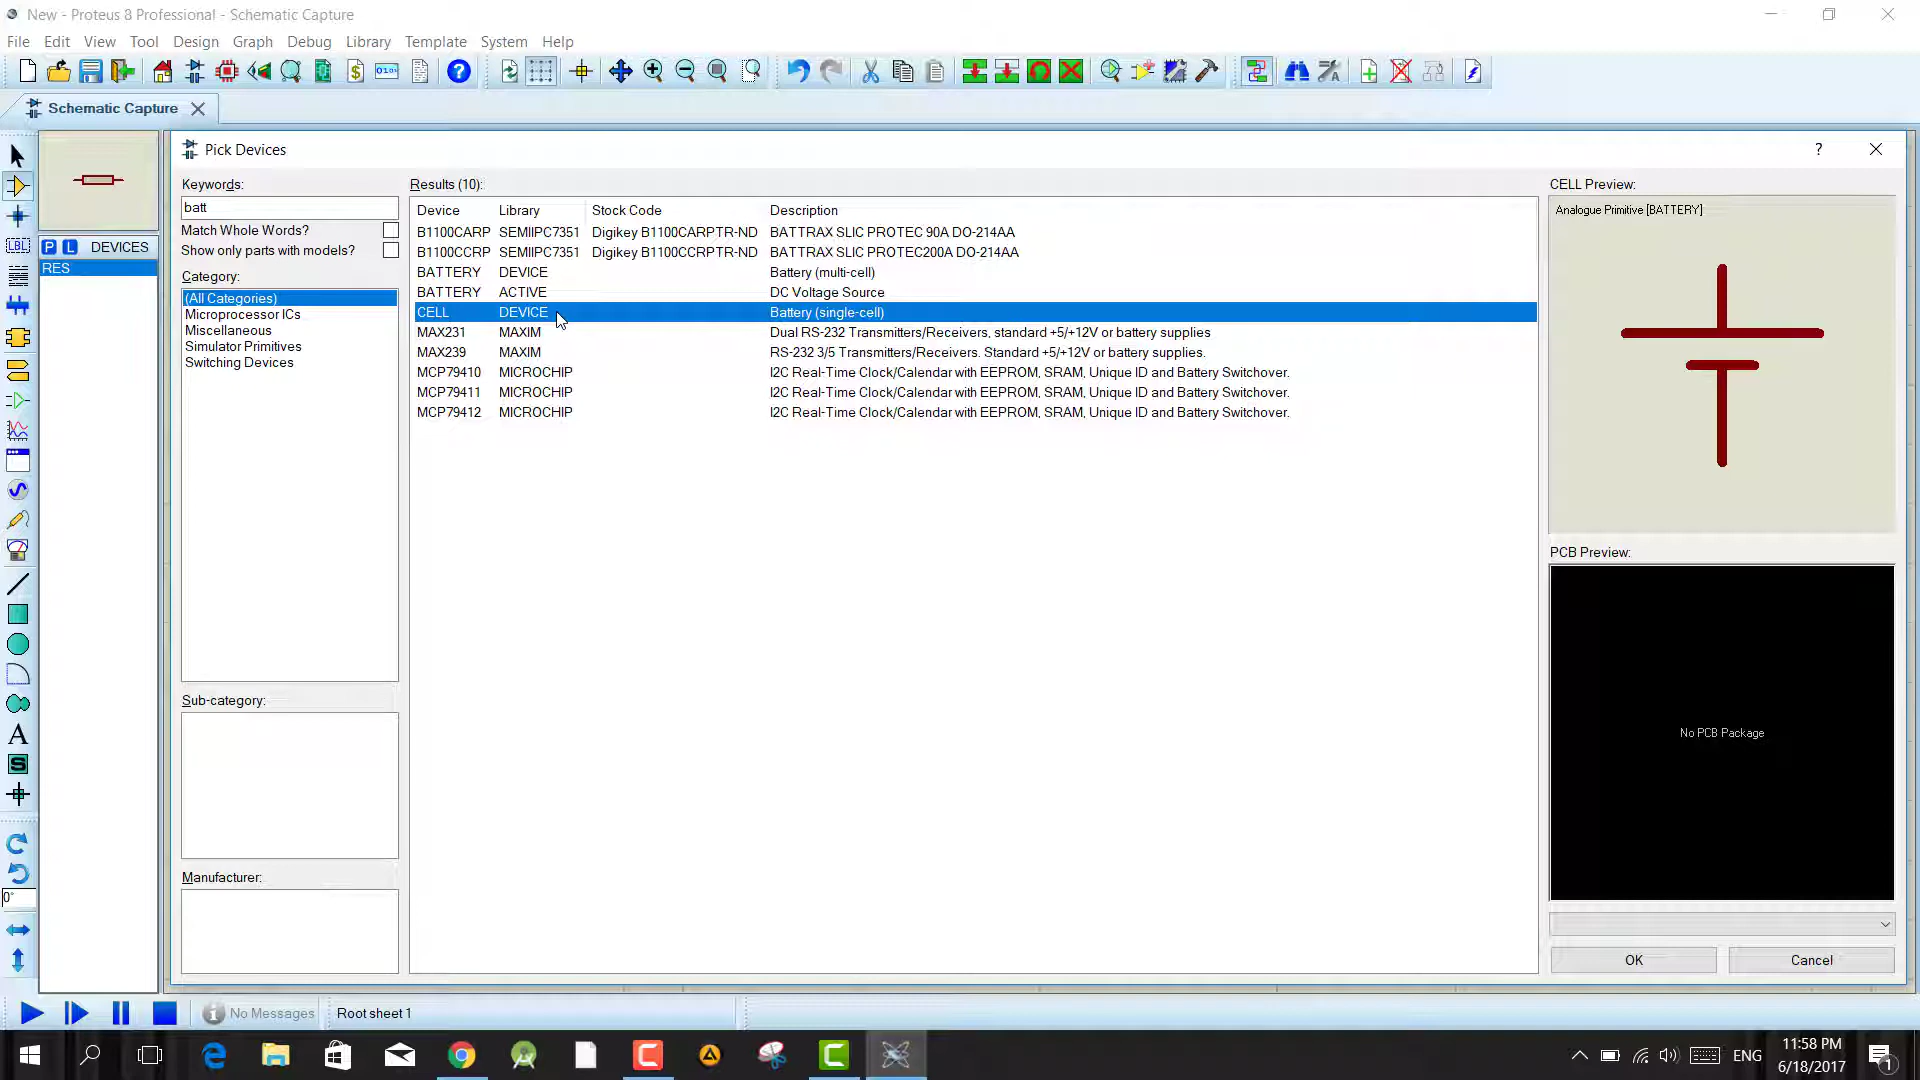 New - Proteus 8 Professional - Schematic Capture
File Edit View Tool Design Graph Debug Library Template System Help
Schematic Capture
Pick Devices
?
Keywords:
batt
Match Whole Words?
Show only parts with models?
Category:
(All Categories)
Microprocessor ICs
Miscellaneous
Simulator Primitives
Switching Devices
Sub-category:
Manufacturer:
P L DEVICES
RES
LBL
A
S
0°
Results (10):
Device Library Stock Code Description
B1100CARP SEMIIPC7351 Digikey B1100CARPTR-ND BATTRAX SLIC PROTEC 90A DO-214AA
B1100CCRP SEMIIPC7351 Digikey B1100CCRPTR-ND BATTRAX SLIC PROTEC200A DO-214AA
BATTERY DEVICE Battery (multi-cell)
BATTERY ACTIVE DC Voltage Source
CELL DEVICE Battery (single-cell)
MAX231 MAXIM Dual RS-232 Transmitters/Receivers, standard +5/+12V or battery supplies
MAX239 MAXIM RS-232 3/5 Transmitters/Receivers. Standard +5/+12V or battery supplies.
MCP79410 MICROCHIP I2C Real-Time Clock/Calendar with EEPROM, SRAM, Unique ID and Battery Switchover.
MCP79411 MICROCHIP I2C Real-Time Clock/Calendar with EEPROM, SRAM, Unique ID and Battery Switchover.
MCP79412 MICROCHIP I2C Real-Time Clock/Calendar with EEPROM, SRAM, Unique ID and Battery Switchover.
CELL Preview:
Analogue Primitive [BATTERY]
PCB Preview:
No PCB Package
OK Cancel
No Messages Root sheet 1
ENG
11:58 PM
6/18/2017
1